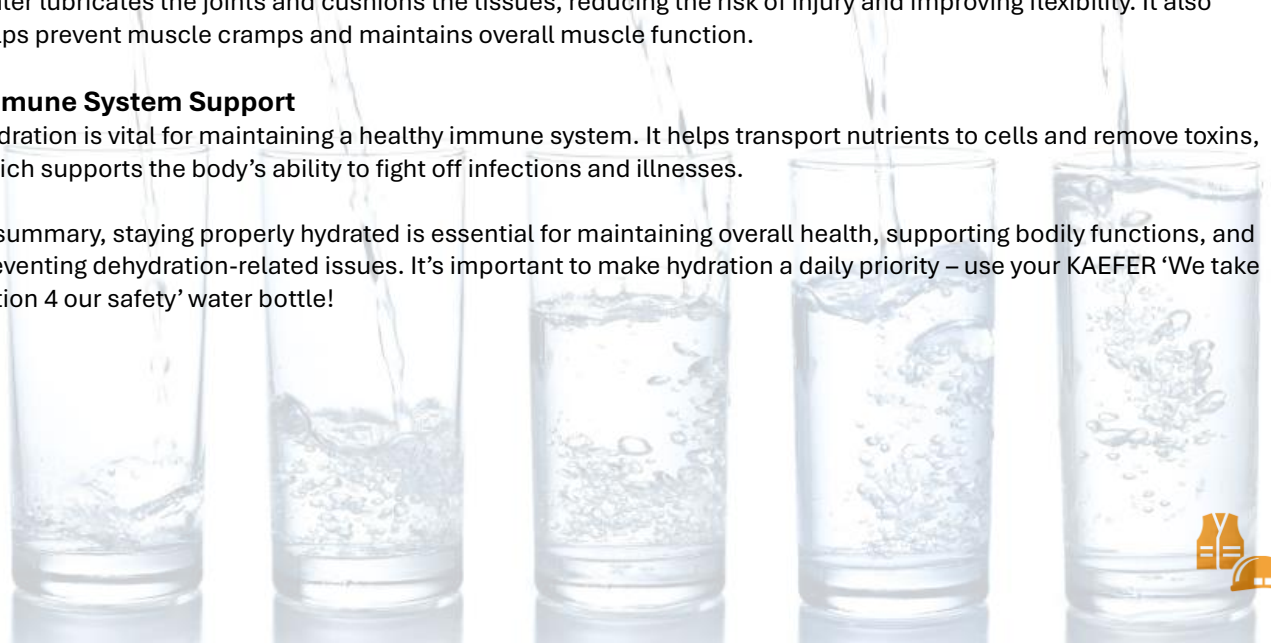 ter lubricates the joints and cushions the tissues, reducing the risk of injury and improving flexibility. It also
lps prevent muscle cramps and maintains overall muscle function.
mune System Support
dration is vital for maintaining a healthy immune system. It helps transport nutrients to cells and remove toxins,
ich supports the body’s ability to fight off infections and illnesses.
summary, staying properly hydrated is essential for maintaining overall health, supporting bodily functions, and
eventing dehydration-related issues. It’s important to make hydration a daily priority – use your KAEFER ‘We take
tion 4 our safety’ water bottle!